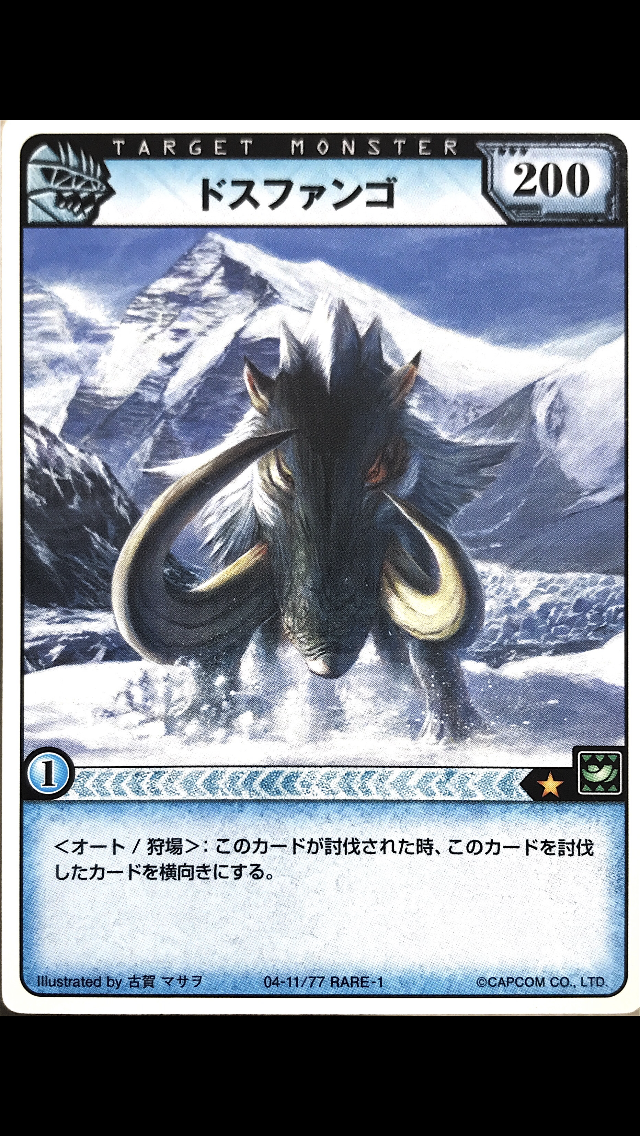 TARGET MONSTER
ドスファンゴ
200
1
<オート / 狩場>:このカードが討伐された時、このカードを討伐
したカードを横向きにする。
Illustrated by 古賀 マサヲ 04-11/77 RARE-1 ©CAPCOM CO., LTD.